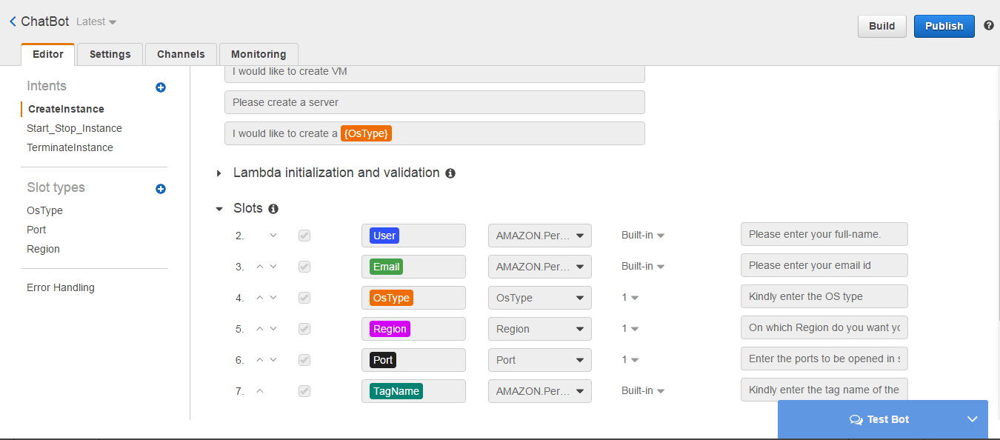 ChatBot Latest
Build Publish
Editor Settings Channels Monitoring
Intents
CreateInstance
Start_Stop_Instance
TerminateInstance
Slot types
OsType
Port
Region
Error Handling
I would like to create VM
Please create a server
I would like to create a {OsType}
Lambda initialization and validation
Slots
2. User AMAZON.Per... Built-in Please enter your full-name.
3. Email AMAZON.Per... Built-in Please enter your email id
4. OsType OsType 1 Kindly enter the OS type
5. Region Region 1 On which Region do you want
6. Port Port 1 Enter the ports to be opened in
7. TagName AMAZON.Per... Built-in Kindly enter the tag name of the
Test Bot